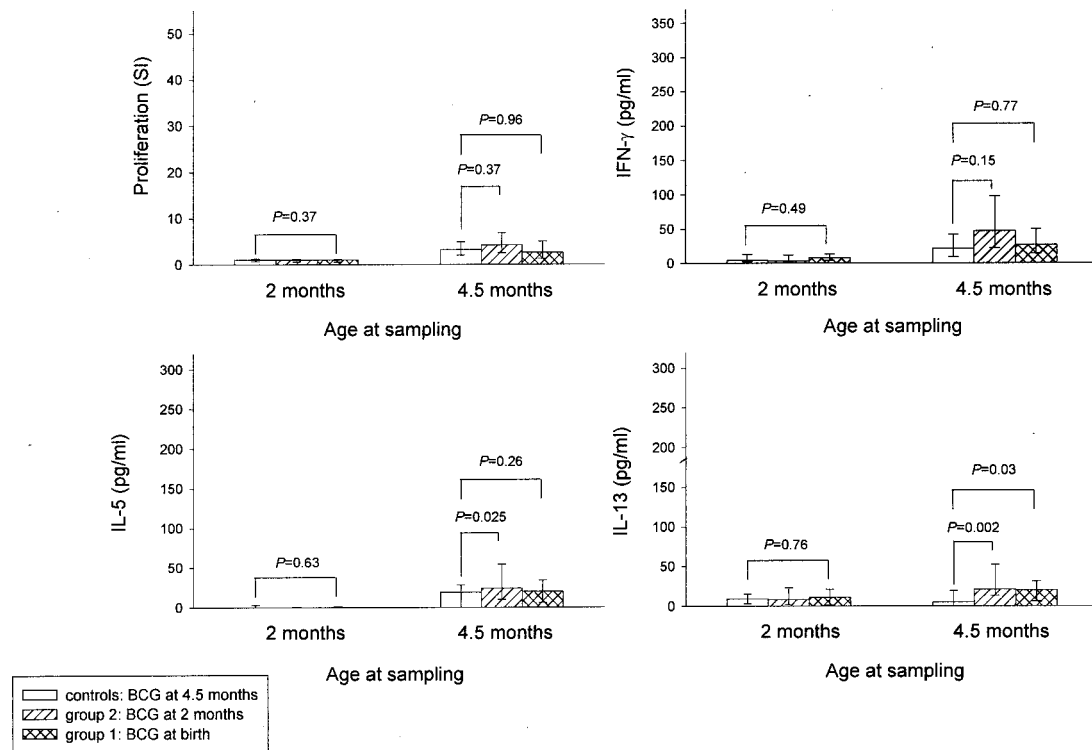 Proliferation (SI)
50
40
30
20
10
0
P=0.37
P=0.96
P=0.37
2 months
4.5 months
Age at sampling
IFN-γ (pg/ml)
350
300
250
200
150
100
50
0
P=0.49
P=0.77
P=0.15
2 months
4.5 months
Age at sampling
IL-5 (pg/ml)
300
250
200
150
100
50
0
P=0.63
P=0.26
P=0.025
2 months
4.5 months
Age at sampling
IL-13 (pg/ml)
300
250
200
150
100
50
0
P=0.76
P=0.03
P=0.002
2 months
4.5 months
Age at sampling
controls: BCG at 4.5 months
group 2: BCG at 2 months
group 1: BCG at birth